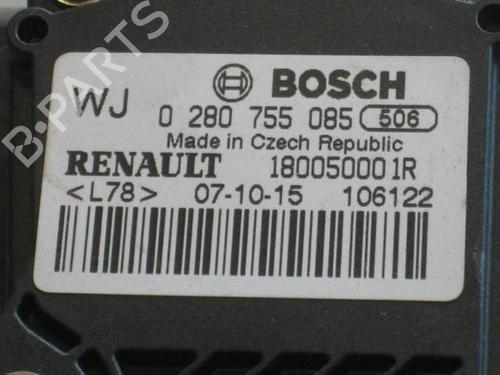 B-PARTS
BOSCH
WJ 0 280 755 085 506
Made in Czech Republic
RENAULT 180050001R
<L78> 07-10-15 106122